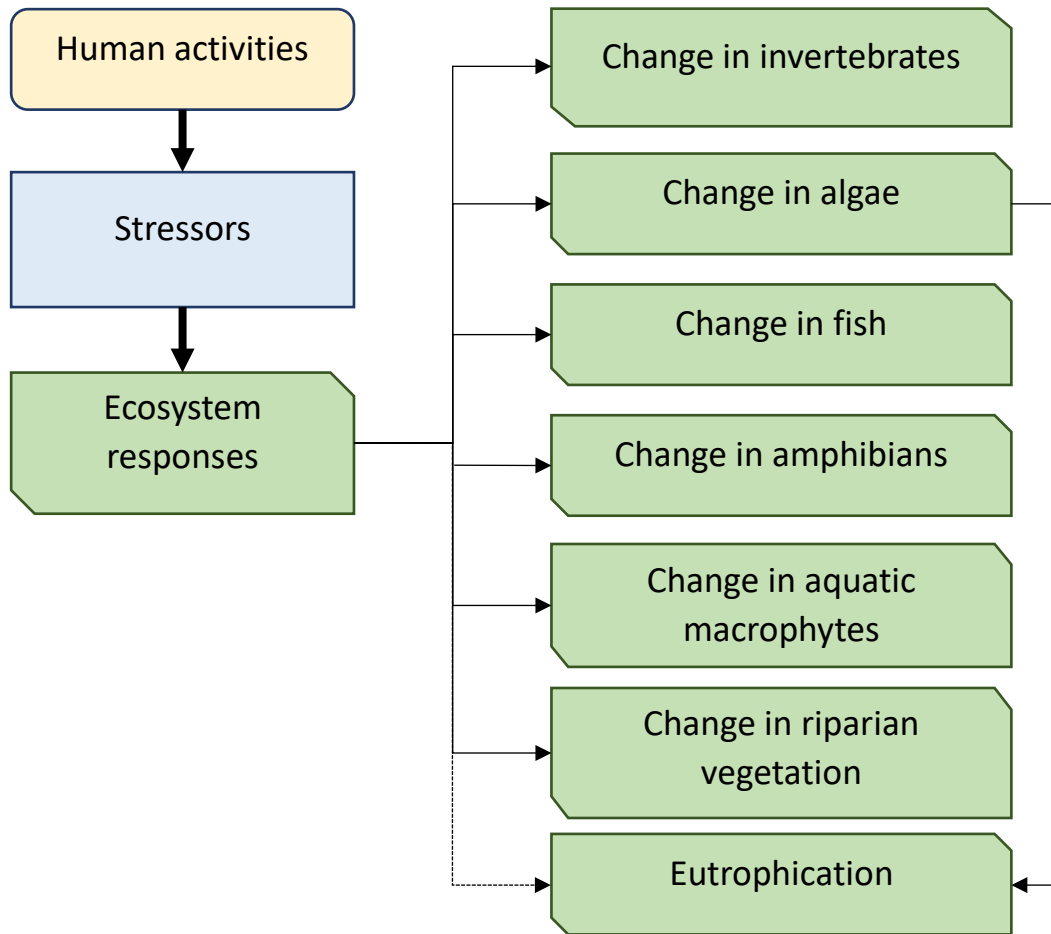 Human activities
Stressors
Ecosystem
responses
Change in invertebrates
Change in algae
Change in fish
Change in amphibians
Change in aquatic
macrophytes
Change in riparian
vegetation
Eutrophication